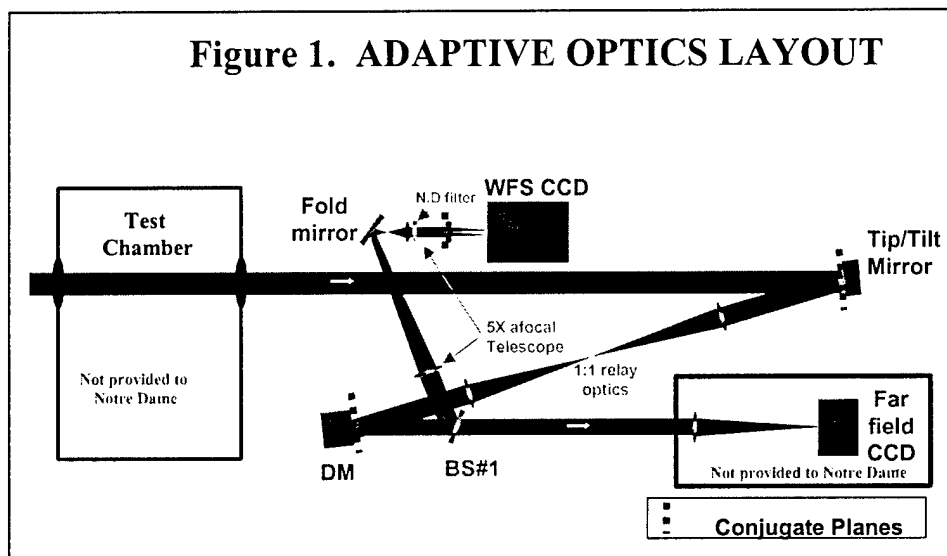 Figure 1. ADAPTIVE OPTICS LAYOUT
Test
Chamber
Fold
mirror
N.D filter
WFS CCD
Tip/Tilt
Mirror
5X afocal
Telescope
1:1 relay
optics
Not provided to
Notre Dame
DM
BS#1
Far
field
CCD
Not provided to Notre Dame
Conjugate Planes